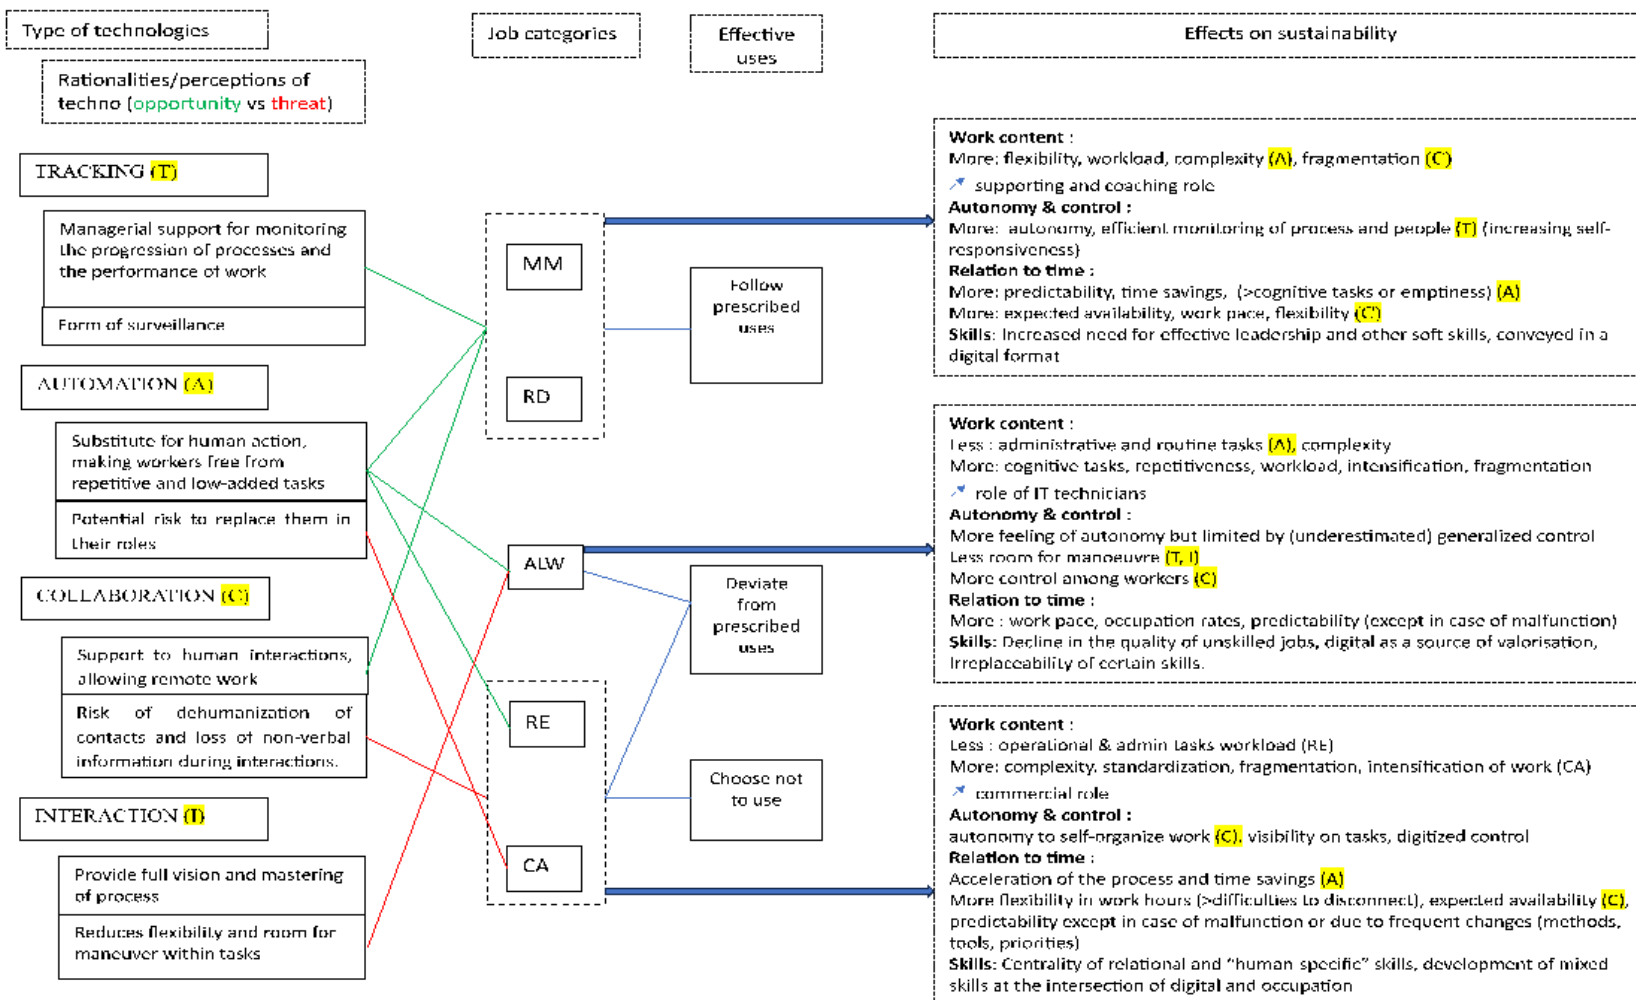 Type of technologies
Job categories
Effective
uses
Effects on sustainability
Rationalities/perceptions of
techno (opportunity vs threat)
TRACKING (T)
Managerial support for monitoring
the progression of processes and
the performance of work
Form of surveillance
AUTOMATION (A)
Substitute for human action,
making workers free from
repetitive and low-added tasks
Potential risk to replace them in
their roles
COLLABORATION (C)
Support to human interactions,
allowing remote work
Risk of dehumanization of
contacts and loss of non-verbal
information during interactions.
INTERACTION (I)
Provide full vision and mastering
of process
Reduces flexibility and room for
maneuver within tasks
MM
RD
ALW
RE
CA
Follow
prescribed
uses
Deviate
from
prescribed
uses
Choose not
to use
Work content :
More: flexibility, workload, complexity (A), fragmentation (C)
↗ supporting and coaching role
Autonomy & control :
More: autonomy, efficient monitoring of process and people (T) (increasing self-
responsiveness)
Relation to time :
More: predictability, time savings, (>cognitive tasks or emptiness) (A)
More: expected availability, work pace, flexibility (C)
Skills: Increased need for effective leadership and other soft skills, conveyed in a
digital format
Work content :
Less : administrative and routine tasks (A), complexity
More: cognitive tasks, repetitiveness, workload, intensification, fragmentation
↗ role of IT technicians
Autonomy & control :
More feeling of autonomy but limited by (underestimated) generalized control
Less room for manoeuvre (T, I)
More control among workers (C)
Relation to time :
More : work pace, occupation rates, predictability (except in case of malfunction)
Skills: Decline in the quality of unskilled jobs, digital as a source of valorisation,
Irreplaceability of certain skills.
Work content :
Less : operational & admin tasks workload (RE)
More: complexity, standardization, fragmentation, intensification of work (CA)
↗ commercial role
Autonomy & control :
autonomy to self-organize work (C), visibility on tasks, digitized control
Relation to time :
Acceleration of the process and time savings (A)
More flexibility in work hours (>difficulties to disconnect), expected availability (C),
predictability except in case of malfunction or due to frequent changes (methods,
tools, priorities)
Skills: Centrality of relational and “human specific” skills, development of mixed
skills at the intersection of digital and occupation